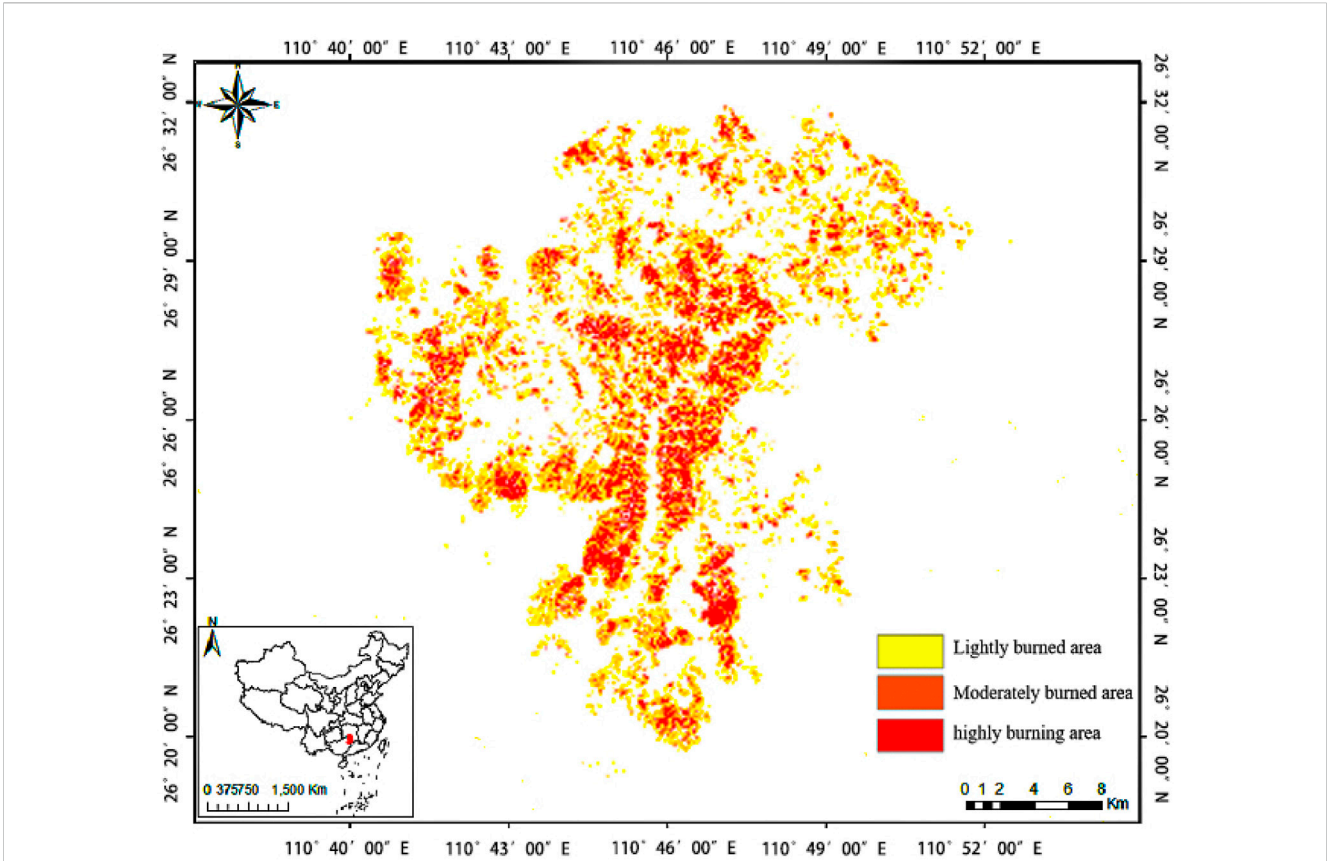 110° 40′ 00″ E 110° 43′ 00″ E 110° 46′ 00″ E 110° 49′ 00″ E 110° 52′ 00″ E
N
W E
S
26° 32′ 00″ N
26° 29′ 00″ N
26° 26′ 00″ N
26° 23′ 00″ N
26° 20′ 00″ N
26° 32′ 00″ N
26° 29′ 00″ N
26° 26′ 00″ N
26° 23′ 00″ N
26° 20′ 00″ N
N
0 375750 1,500 Km
Lightly burned area
Moderately burned area
highly burning area
0 1 2 4 6 8
Km
110° 40′ 00″ E 110° 43′ 00″ E 110° 46′ 00″ E 110° 49′ 00″ E 110° 52′ 00″ E